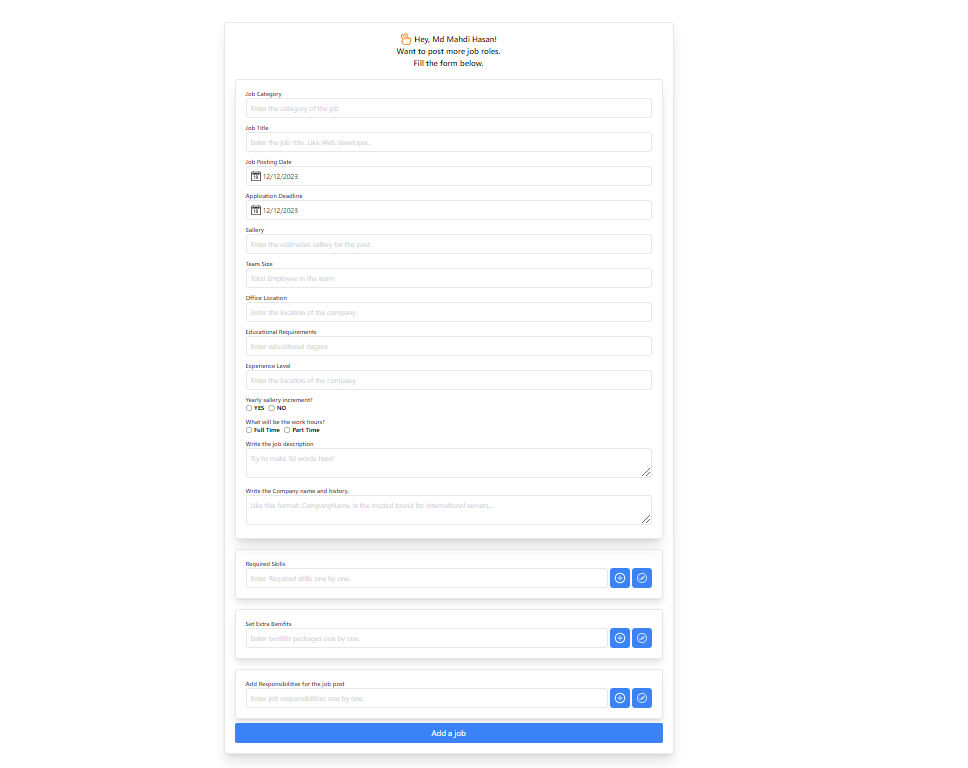 Hey, Md Mahdi Hasan!
Want to post more job roles.
Fill the form below.
Job Category
Enter the category of the job
Job Title
Enter the job title. Like Web developer.
Job Posting Date
12/12/2023
Application Deadline
12/12/2023
Sallery
Enter the estimated sallery for the post.
Team Size
Total Employee in the team
Office Location
Enter the location of the company.
Educational Requirements
Enter educational degree
Experience Level
Enter the location of the company.
Yearly sallery increment?
YES NO
What will be the work hours?
Full Time Part Time
Write the job description
Try to make 50 words here!
Write the Company name and history.
Like this format: CompanyName, is the trusted brand for international servers...
Required Skills
Enter Required skills one by one.
Set Extra Benifits
Enter benifits packages one by one.
Add Responsibilities for the job post
Enter job responsibilities one by one.
Add a job